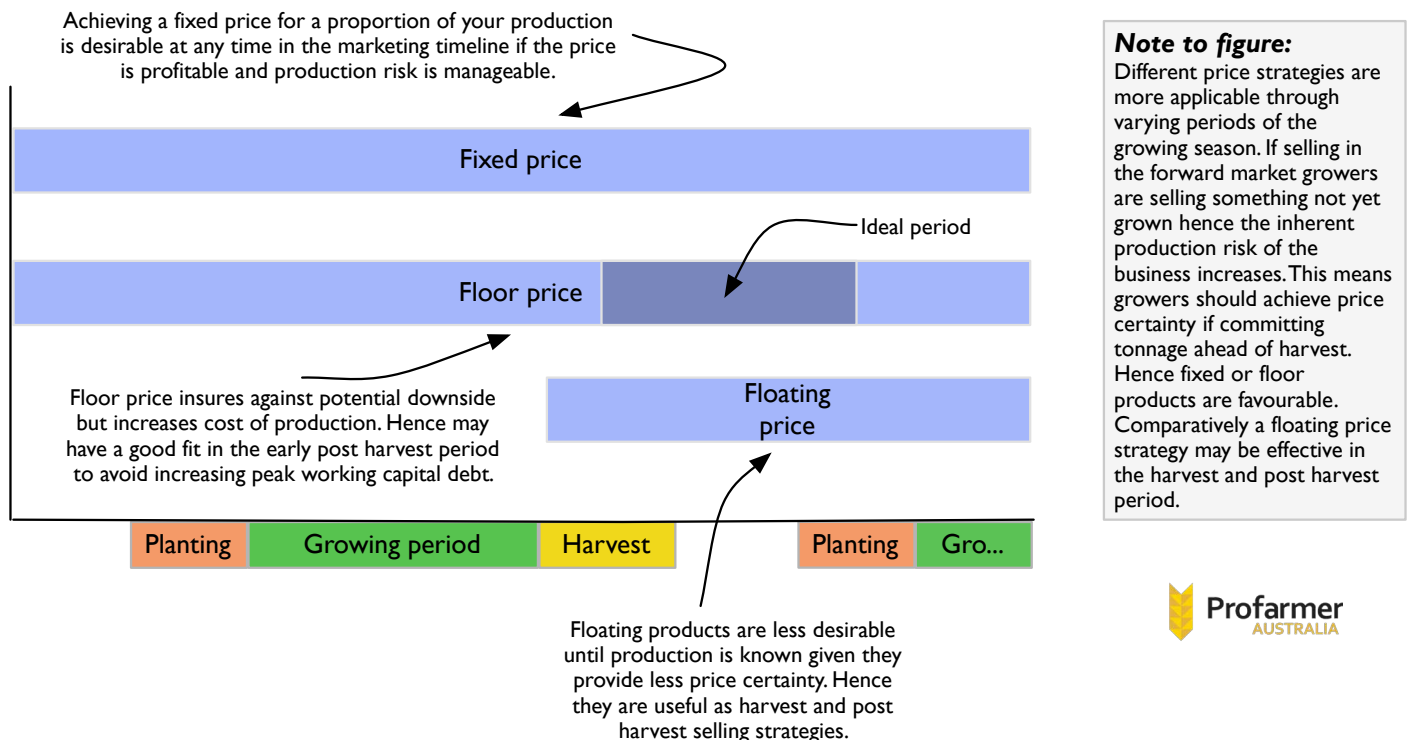 Achieving a fixed price for a proportion of your production
is desirable at any time in the marketing timeline if the price
is profitable and production risk is manageable.
Fixed price
Ideal period
Floor price
Floor price insures against potential downside
but increases cost of production. Hence may
have a good fit in the early post harvest period
to avoid increasing peak working capital debt.
Floating
price
Planting
Growing period
Harvest
Planting
Gro...
Floating products are less desirable
until production is known given they
provide less price certainty. Hence
they are useful as harvest and post
harvest selling strategies.
Note to figure:
Different price strategies are
more applicable through
varying periods of the
growing season. If selling in
the forward market growers
are selling something not yet
grown hence the inherent
production risk of the
business increases. This means
growers should achieve price
certainty if committing
tonnage ahead of harvest.
Hence fixed or floor
products are favourable.
Comparatively a floating price
strategy may be effective in
the harvest and post harvest
period.
Profarmer
AUSTRALIA